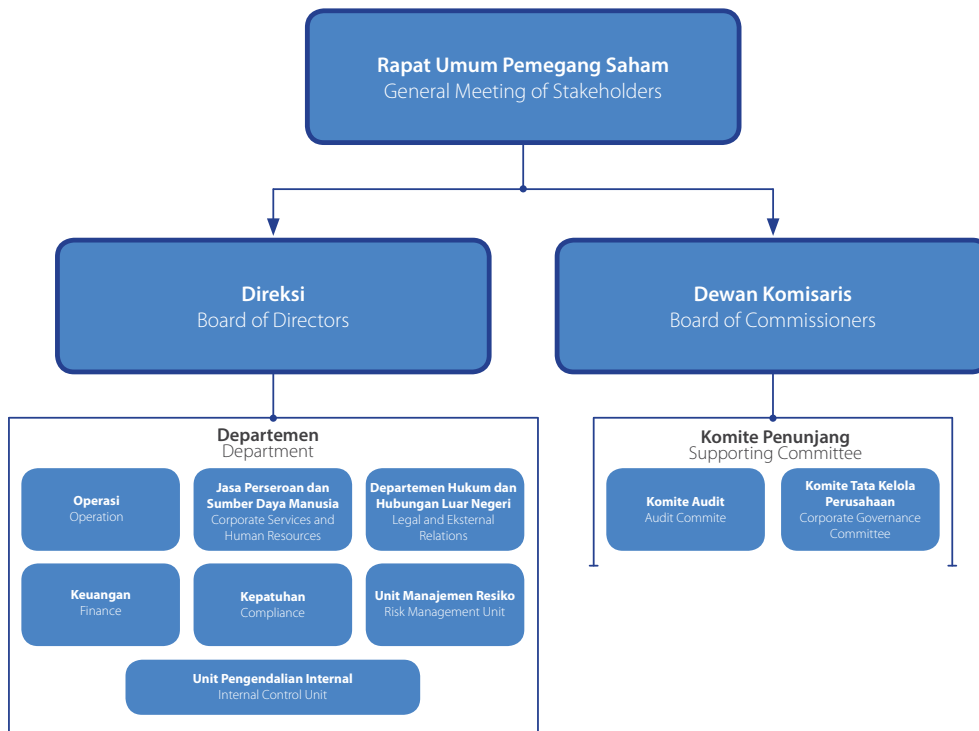 Rapat Umum Pemegang Saham
General Meeting of Stakeholders
Direksi
Board of Directors
Dewan Komisaris
Board of Commissioners
Departemen
Department
Operasi
Operation
Jasa Perseroan dan
Sumber Daya Manusia
Corporate Services and
Human Resources
Departemen Hukum dan
Hubungan Luar Negeri
Legal and Eksternal
Relations
Keuangan
Finance
Kepatuhan
Compliance
Unit Manajemen Resiko
Risk Management Unit
Unit Pengendalian Internal
Internal Control Unit
Komite Penunjang
Supporting Committee
Komite Audit
Audit Commite
Komite Tata Kelola
Perusahaan
Corporate Governance
Committee